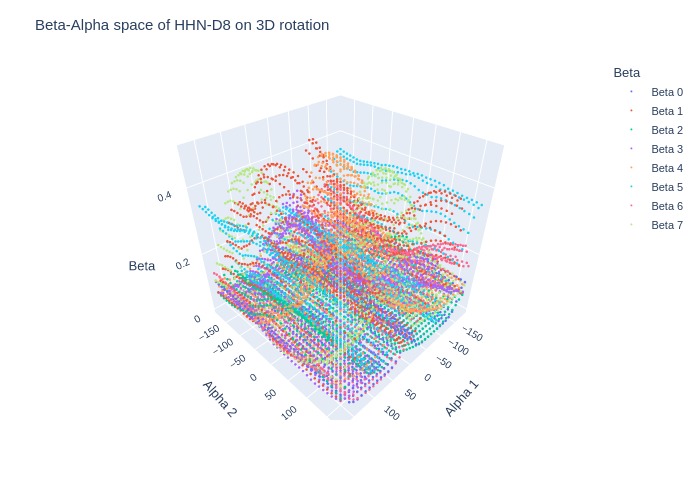 Beta-Alpha space of HHN-D8 on 3D rotation
Beta
Beta 0
Beta 1
Beta 2
Beta 3
Beta 4
Beta 5
Beta 6
Beta 7
Beta
0.4
0.2
0
−150
−100
−50
0
50
100
Alpha 2
−150
−100
−50
0
50
100
Alpha 1